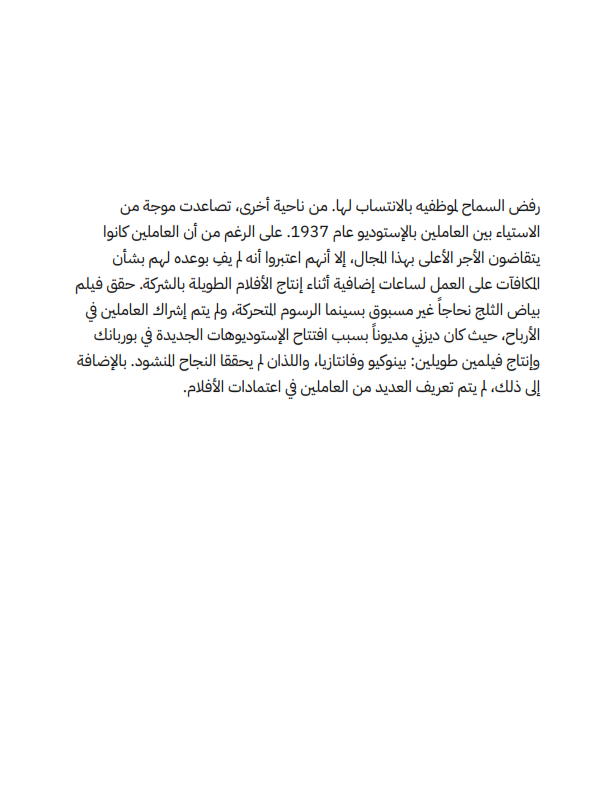 رفض السماح لموظفيه بالانتساب لها. من ناحية أخرى، تصاعدت موجة من
الاستياء بين العاملين بالإستوديو عام 1937. على الرغم من أن العاملين كانوا
يتقاضون الأجر الأعلى بهذا المجال، إلا أنهم اعتبروا أنه لم يفِ بوعده لهم بشأن
المكافآت على العمل لساعات إضافية أثناء إنتاج الأفلام الطويلة بالشركة. حقق فيلم
بياض الثلج نحاجاً غير مسبوق بسينما الرسوم المتحركة، ولم يتم إشراك العاملين في
الأرباح، حيث كان ديزني مديوناً بسبب افتتاح الإستوديوهات الجديدة في بوربانك
وإنتاج فيلمين طويلين: بينوكيو وفانتازيا، واللذان لم يحققا النجاح المنشود. بالإضافة
إلى ذلك، لم يتم تعريف العديد من العاملين في اعتمادات الأفلام.